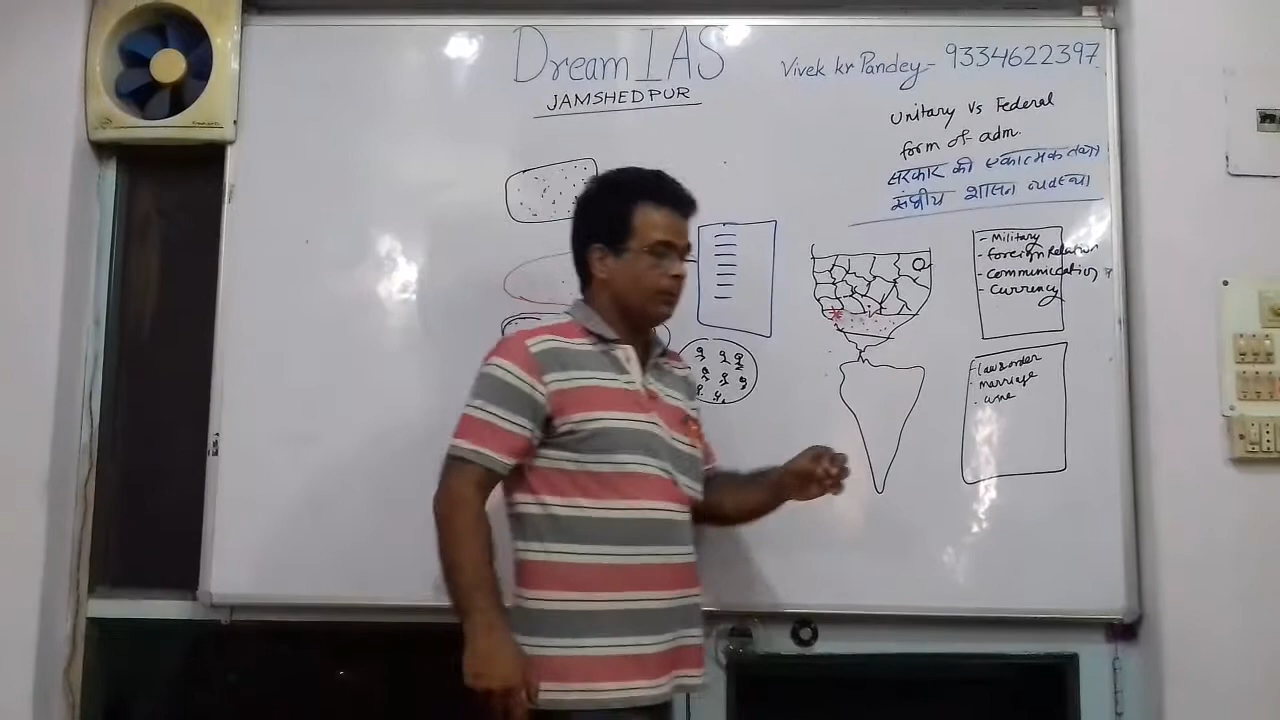 Dream IAS
JAMSHEDPUR
Vivek kr Pandey- 9334622397
Unitary Vs Federal
form of adm.
सरकार की एकात्मक तथा
संघीय शासन व्यवस्था
- Military
- Foreign Relation
- Communication
- Currency
- Law & order
- marriage